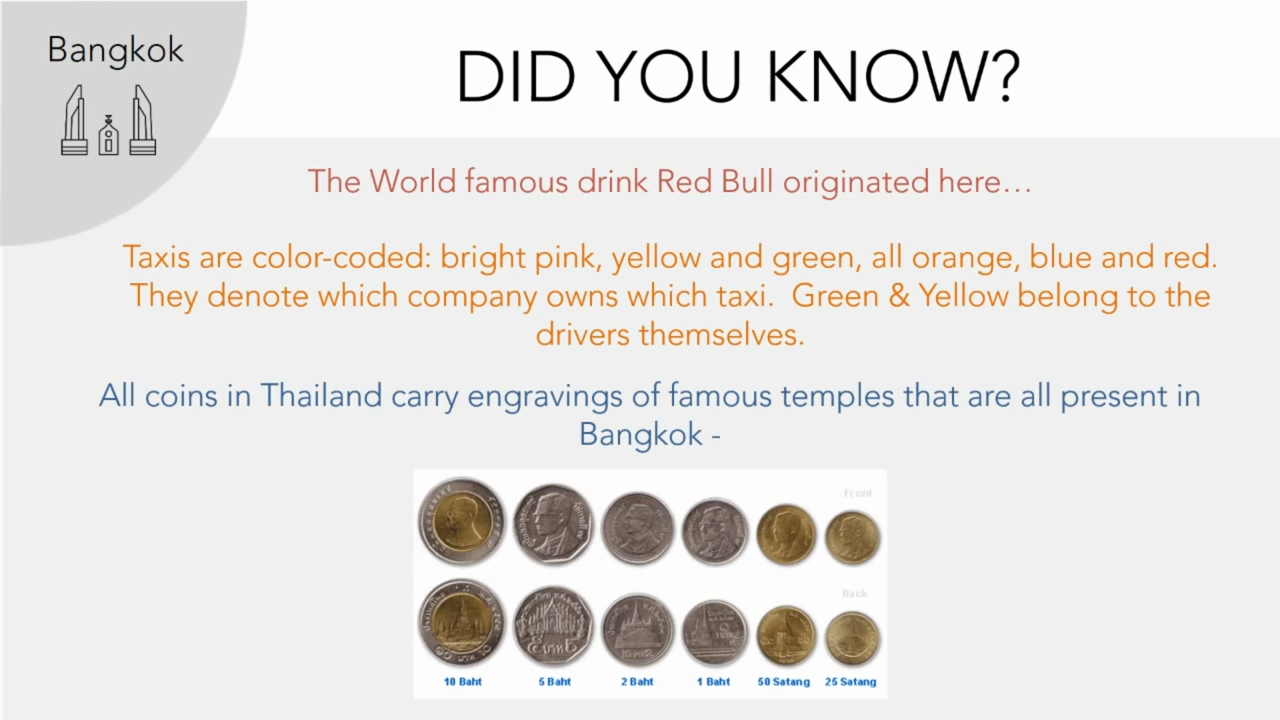 Bangkok
DID YOU KNOW?
The World famous drink Red Bull originated here…
Taxis are color-coded: bright pink, yellow and green, all orange, blue and red.
They denote which company owns which taxi. Green & Yellow belong to the
drivers themselves.
All coins in Thailand carry engravings of famous temples that are all present in
Bangkok -
Front
Back
10 Baht 5 Baht 2 Baht 1 Baht 50 Satang 25 Satang